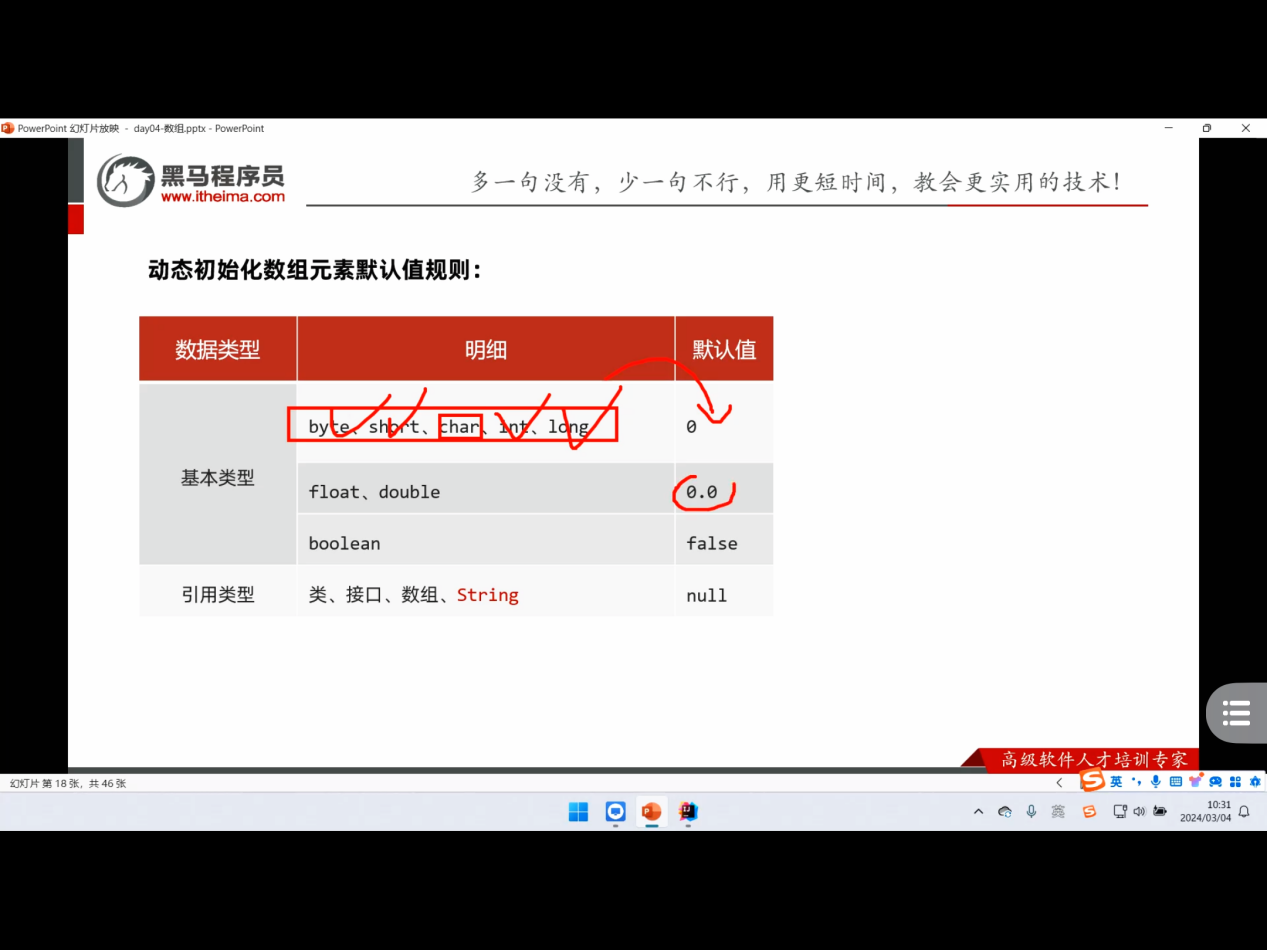 PowerPoint 幻灯片放映 - day04-数组.pptx - PowerPoint
黑马程序员
www.itheima.com
多一句没有，少一句不行，用更短时间，教会更实用的技术！
动态初始化数组元素默认值规则：
数据类型 明细 默认值
基本类型 byte、short、char、int、long 0
float、double 0.0
boolean false
引用类型 类、接口、数组、String null
高级软件人才培训专家
幻灯片 第 18 张，共 46 张
英
英
10:31
2024/03/04